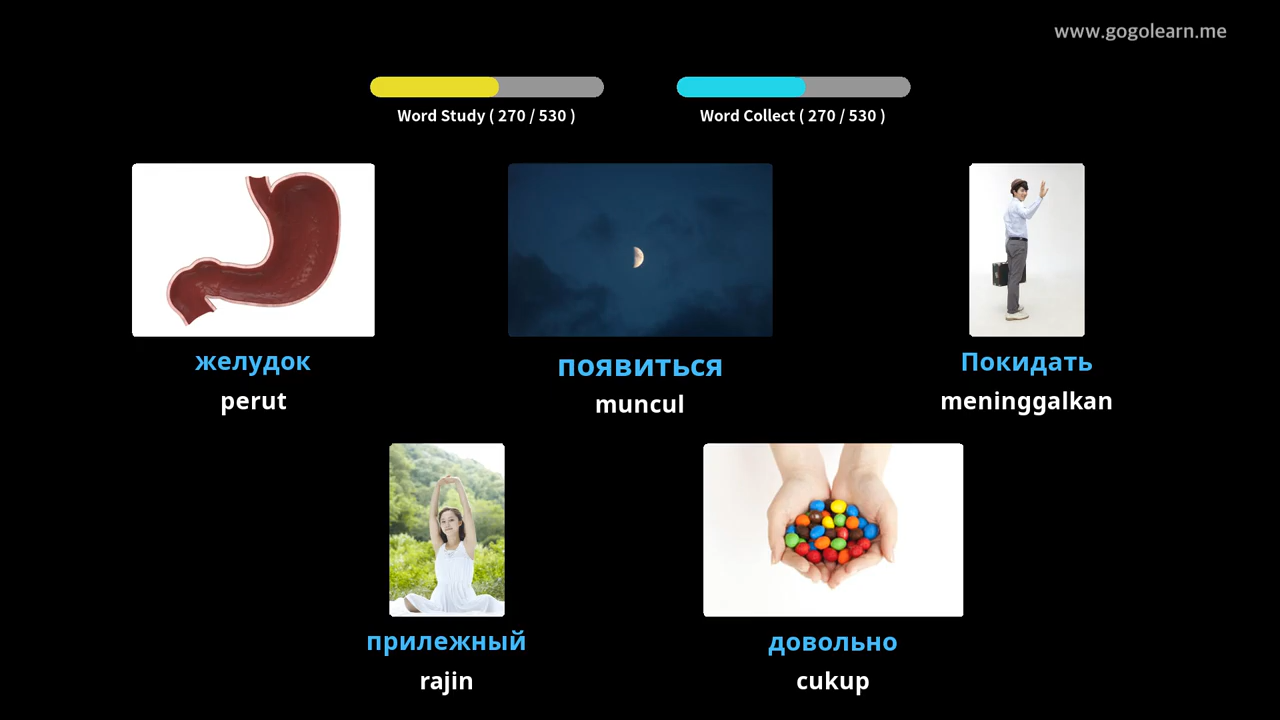 www.gogolearn.me
Word Study ( 270 / 530 )
Word Collect ( 270 / 530 )
желудок
perut
появиться
muncul
Покидать
meninggalkan
прилежный
rajin
довольно
cukup